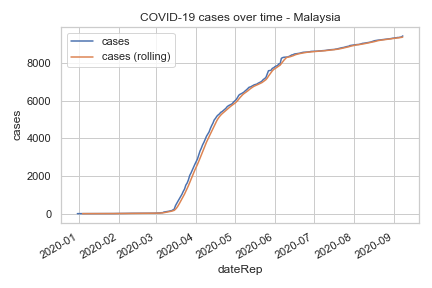 COVID-19 cases over time - Malaysia
cases
cases (rolling)
8000
6000
4000
2000
0
cases
2020-01
2020-02
2020-03
2020-04
2020-05
2020-06
2020-07
2020-08
2020-09
dateRep